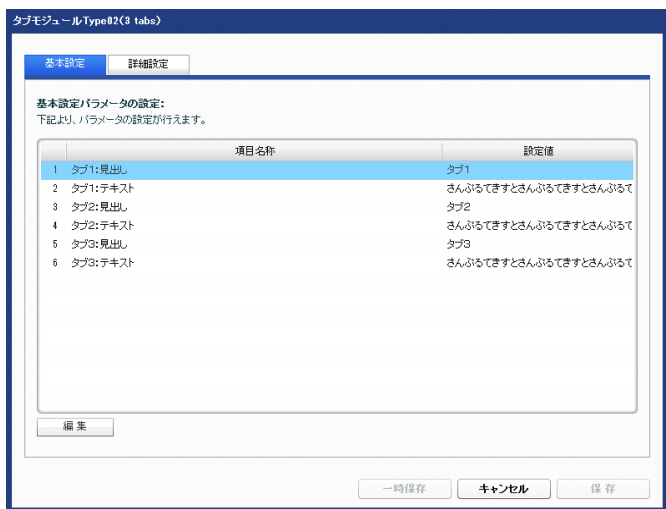 タブモジュールType02(3 tabs)
基本設定 詳細設定
基本設定パラメータの設定:
下記より、パラメータの設定が行えます。
項目名称 設定値
1 タブ1:見出し タブ1
2 タブ1:テキスト さんぷるてきすとさんぷるてきすとさんぷるて
3 タブ2:見出し タブ2
4 タブ2:テキスト さんぷるてきすとさんぷるてきすとさんぷるて
5 タブ3:見出し タブ3
6 タブ3:テキスト さんぷるてきすとさんぷるてきすとさんぷるて
編集
一時保存 キャンセル 保存